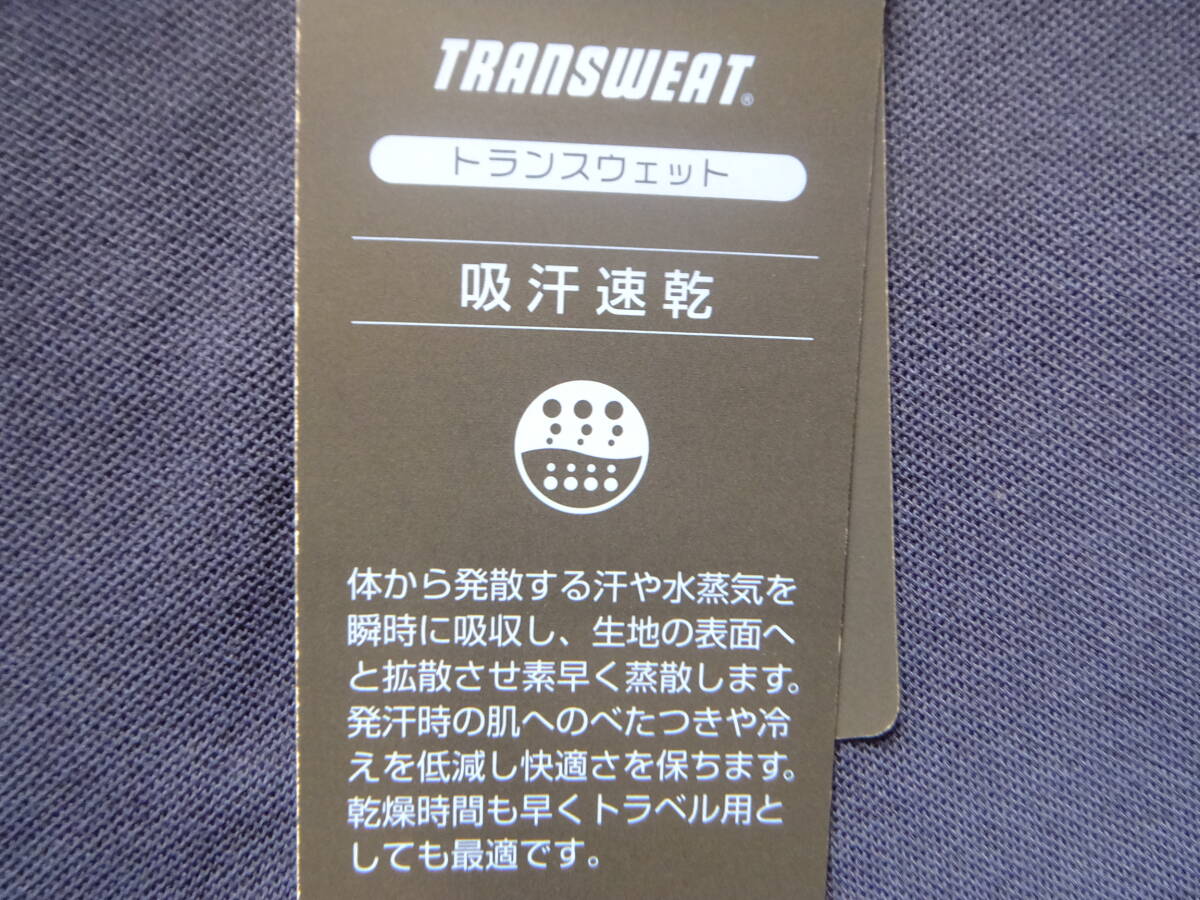 TRANSWEAT®
トランスウェット
吸汗速乾
体から発散する汗や水蒸気を
瞬時に吸収し、生地の表面へ
と拡散させ素早く蒸散します。
発汗時の肌へのべたつきや冷
えを低減し快適さを保ちます。
乾燥時間も早くトラベル用と
しても最適です。